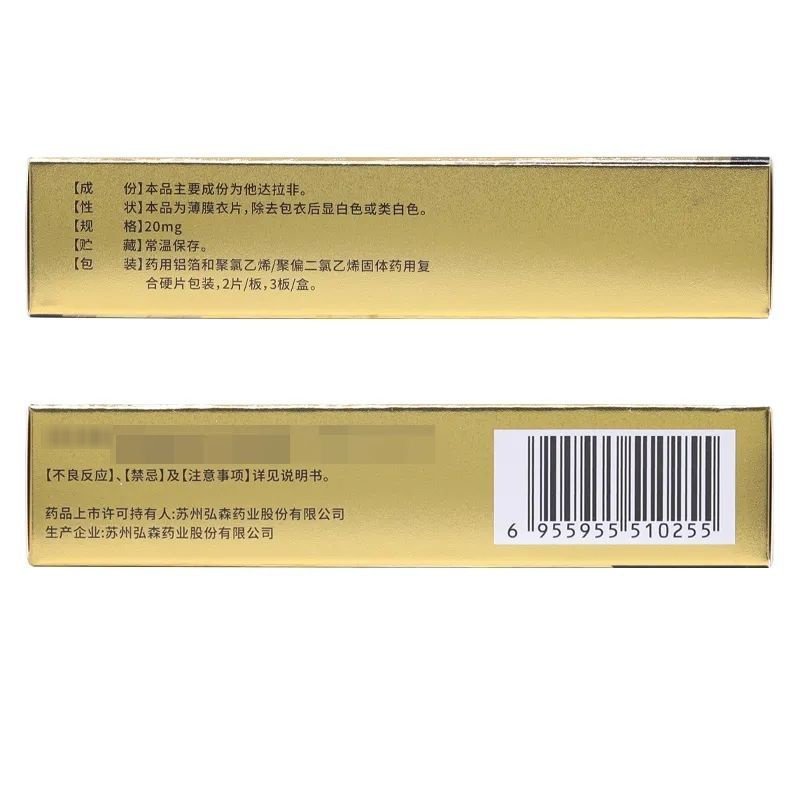 【成　　份】本品主要成份为他达拉非。
【性　　状】本品为薄膜衣片,除去包衣后显白色或类白色。
【规　　格】20mg
【贮　　藏】常温保存。
【包　　装】药用铝箔和聚氯乙烯/聚偏二氯乙烯固体药用复
合硬片包装,2片/板,3板/盒。
【不良反应】、【禁忌】及【注意事项】详见说明书。
药品上市许可持有人:苏州弘森药业股份有限公司
生产企业:苏州弘森药业股份有限公司
6 955955 510255